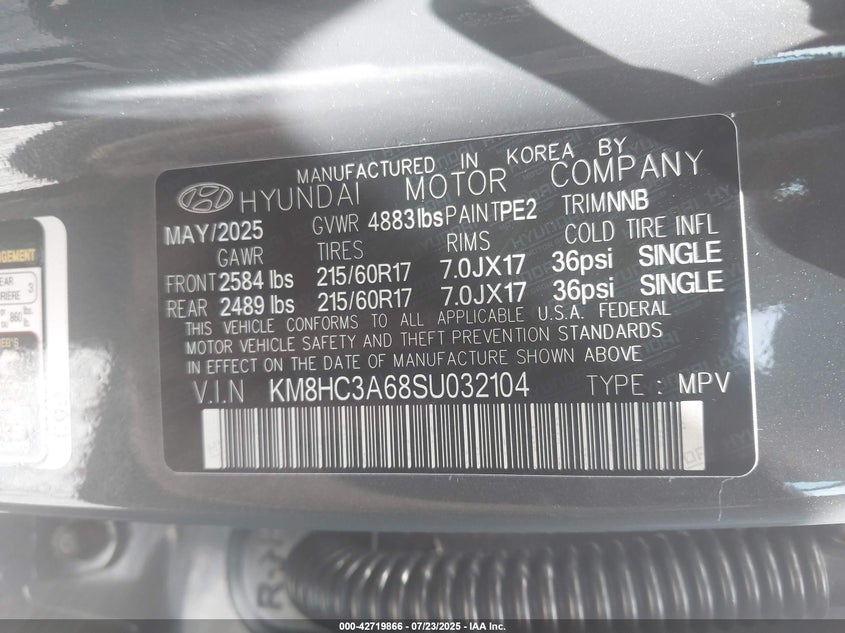 MANUFACTURED IN KOREA BY
HYUNDAI MOTOR COMPANY
MAY/2025 GVWR 4883lbs PAINT PE2 TRIM NNB
GAWR TIRES RIMS COLD TIRE INFL
FRONT 2584 lbs 215/60R17 7.0JX17 36psi SINGLE
REAR 2489 lbs 215/60R17 7.0JX17 36psi SINGLE
THIS VEHICLE CONFORMS TO ALL APPLICABLE U.S.A. FEDERAL
MOTOR VEHICLE SAFETY AND THEFT PREVENTION STANDARDS
IN EFFECT ON THE DATE OF MANUFACTURE SHOWN ABOVE
V.I.N KM8HC3A68SU032104 TYPE : MPV
3
000-42719866 - 07/23/2025 - IAA Inc.